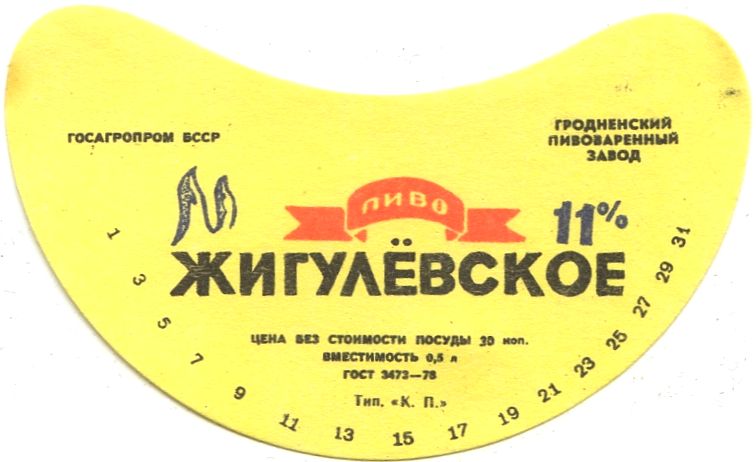 ГОСАГРОПРОМ БССР
ГРОДНЕНСКИЙ
ПИВОВАРЕННЫЙ
ЗАВОД
ПИВО
11%
ЖИГУЛЁВСКОЕ
ЦЕНА БЕЗ СТОИМОСТИ ПОСУДЫ 30 коп.
ВМЕСТИМОСТЬ 0,5 л
ГОСТ 3473—78
Тип. «К. П.»
1 3 5 7 9 11 13 15 17 19 21 23 25 27 29 31